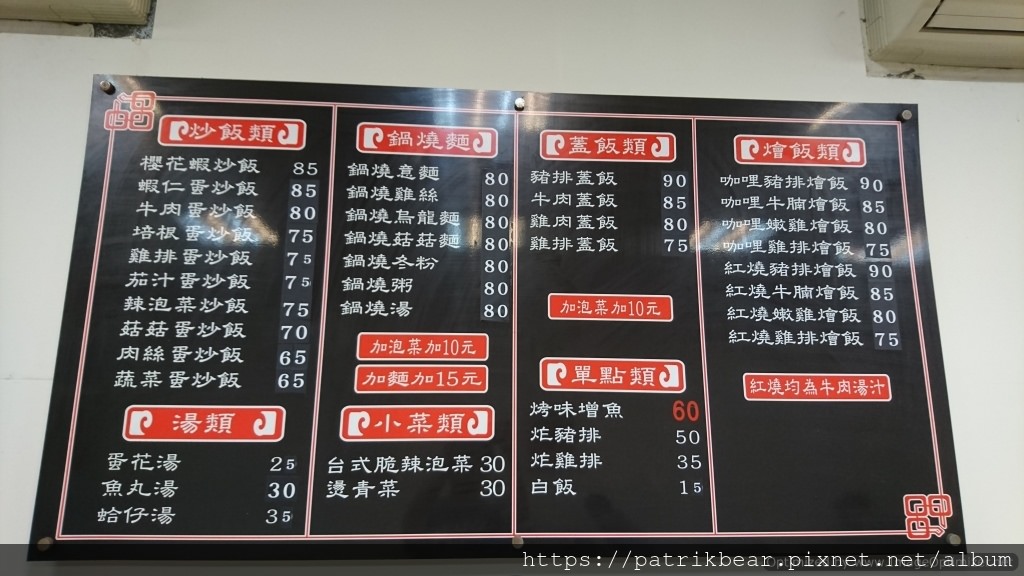 炒飯類
櫻花蝦炒飯 85
蝦仁蛋炒飯 85
牛肉蛋炒飯 80
培根蛋炒飯 75
雞排蛋炒飯 75
茄汁蛋炒飯 75
辣泡菜炒飯 75
菇菇蛋炒飯 70
肉絲蛋炒飯 65
蔬菜蛋炒飯 65
湯類
蛋花湯 25
魚丸湯 30
蛤仔湯 35
鍋燒麵
鍋燒意麵 80
鍋燒雞絲 80
鍋燒烏龍麵 80
鍋燒菇菇麵 80
鍋燒冬粉 80
鍋燒粥 80
鍋燒湯 80
加泡菜加10元
加麵加15元
小菜類
台式脆辣泡菜 30
燙青菜 30
蓋飯類
豬排蓋飯 90
牛肉蓋飯 85
雞肉蓋飯 80
雞排蓋飯 75
加泡菜加10元
單點類
烤味增魚 60
炸豬排 50
炸雞排 35
白飯 15
燴飯類
咖哩豬排燴飯 90
咖哩牛腩燴飯 85
咖哩嫩雞燴飯 80
咖哩雞排燴飯 75
紅燒豬排燴飯 90
紅燒牛腩燴飯 85
紅燒嫩雞燴飯 80
紅燒雞排燴飯 75
紅燒均為牛肉湯汁
https://patrikbear.pixnet.net/album